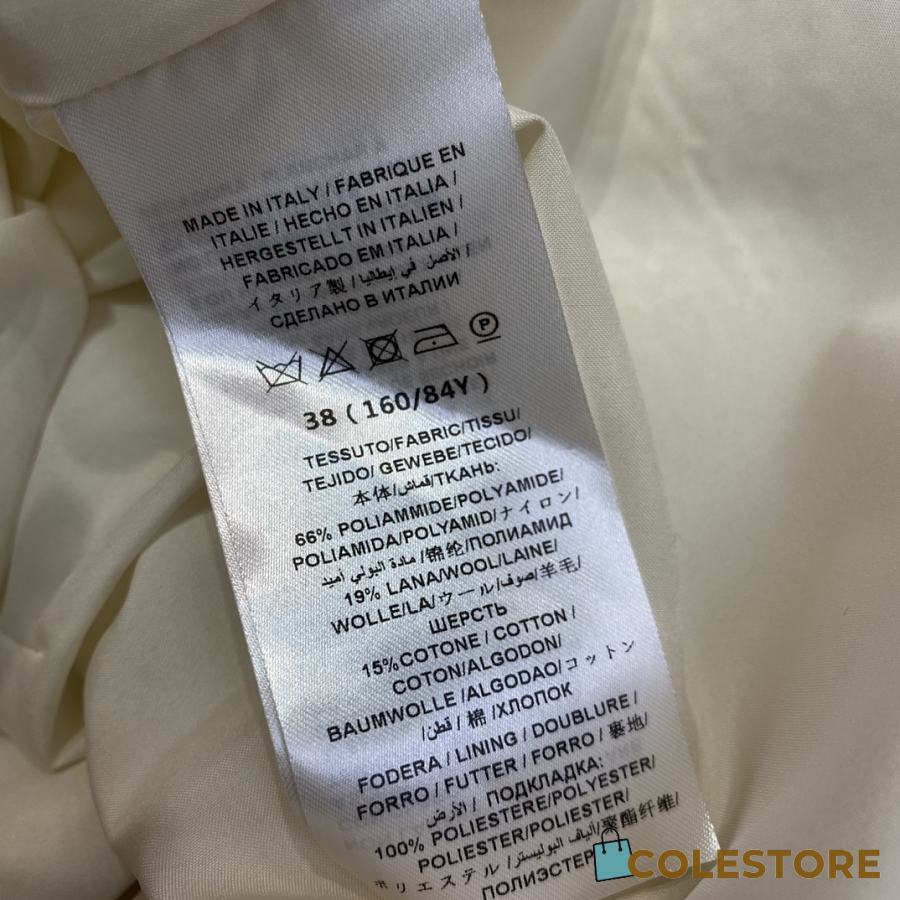 MADE IN ITALY / FABRIQUE EN
ITALIE / HECHO EN ITALIA /
HERGESTELLT IN ITALIEN /
FABRICADO EM ITALIA /
الأصل في إيطاليا /
イタリア製 /
СДЕЛАНО В ИТАЛИИ
P
38 ( 160/84Y )
TESSUTO/FABRIC/TISSU/
TEJIDO/ GEWEBE/TECIDO/
本体/قماش/ТКАНЬ:
66% POLIAMMIDE/POLYAMIDE/
POLIAMIDA/POLYAMID/ナイロン/
مادة البولي أميد/锦纶/ПОЛИАМИД
19% LANA/WOOL/LAINE/
WOLLE/LA/ウール/صوف/羊毛/
ШЕРСТЬ
15%COTONE / COTTON /
COTON/ALGODON/
BAUMWOLLE /ALGODAO/コットン
/قطن / 綿 /ХЛОПОК
FODERA / LINING / DOUBLURE /
FORRO / FUTTER / FORRO / 裏地/
الأرض / ПОДКЛАДКА:
100% POLIESTERE/POLYESTER/
POLIESTER/POLIESTER/
ポリエステル /ألياف البوليستر/聚酯纤维/
ПОЛИЭСТЕР
COLESTORE